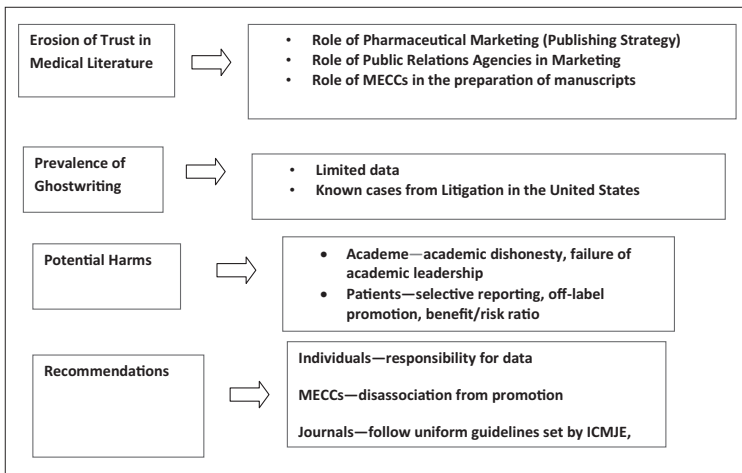 Erosion of Trust in
Medical Literature
• Role of Pharmaceutical Marketing (Publishing Strategy)
• Role of Public Relations Agencies in Marketing
• Role of MECCs in the preparation of manuscripts
Prevalence of
Ghostwriting
• Limited data
• Known cases from Litigation in the United States
Potential Harms
• Academe—academic dishonesty, failure of
academic leadership
• Patients—selective reporting, off-label
promotion, benefit/risk ratio
Recommendations
Individuals—responsibility for data
MECCs—disassociation from promotion
Journals—follow uniform guidelines set by ICMJE,